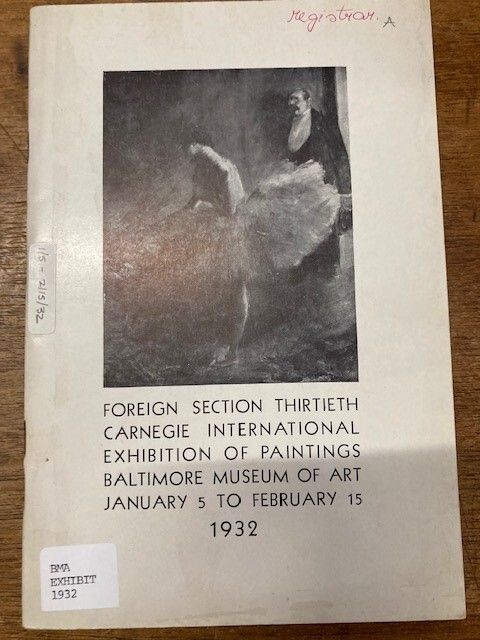 registrar. A
1/5 - 2/15/32
FOREIGN SECTION THIRTIETH
CARNEGIE INTERNATIONAL
EXHIBITION OF PAINTINGS
BALTIMORE MUSEUM OF ART
JANUARY 5 TO FEBRUARY 15
1932
BMA
EXHIBIT
1932